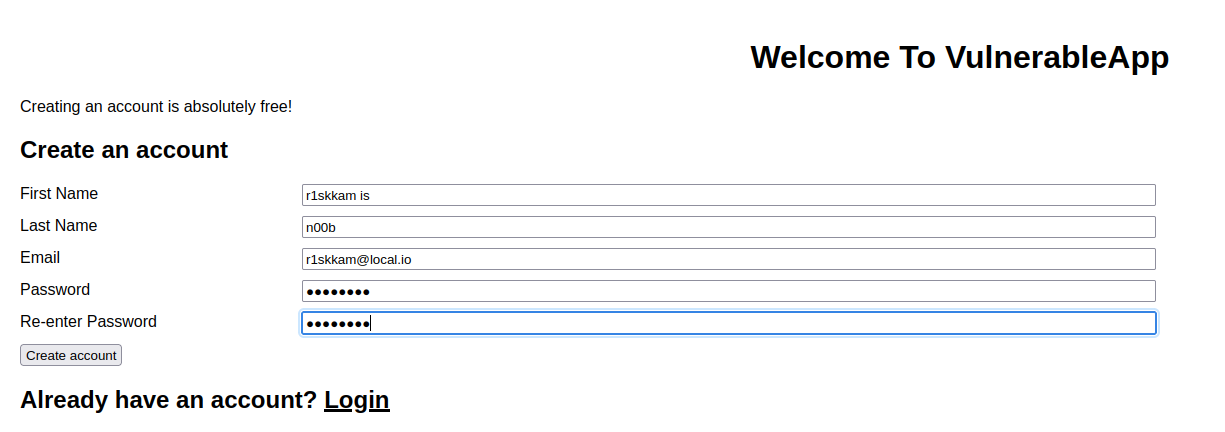 Welcome To VulnerableApp
Creating an account is absolutely free!
Create an account
First Name r1skkam is
Last Name n00b
Email r1skkam@local.io
Password ●●●●●●●●
Re-enter Password ●●●●●●●●
Create account
Already have an account? Login